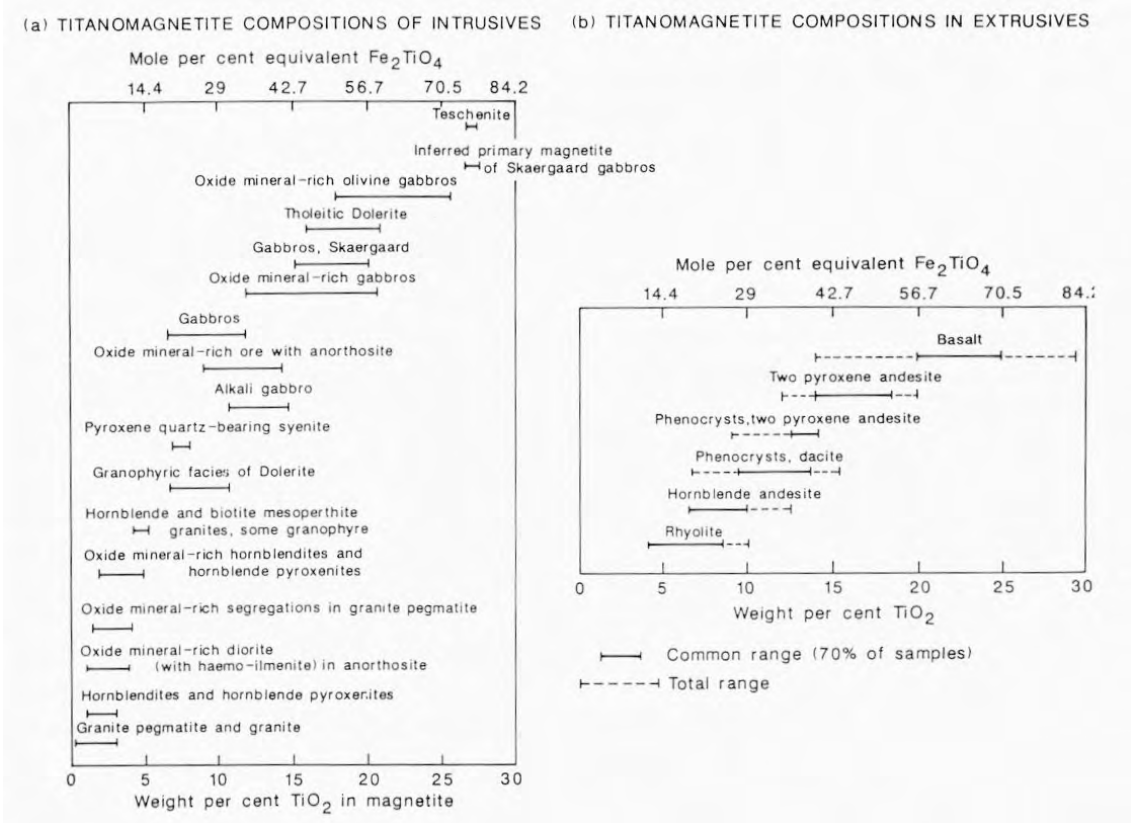 (a) TITANOMAGNETITE COMPOSITIONS OF INTRUSIVES
Mole per cent equivalent Fe2TiO4
14.4 29 42.7 56.7 70.5 84.2
Teschenite
Inferred primary magnetite
of Skaergaard gabbros
Oxide mineral-rich olivine gabbros
Tholeitic Dolerite
Gabbros, Skaergaard
Oxide mineral-rich gabbros
Gabbros
Oxide mineral-rich ore with anorthosite
Alkali gabbro
Pyroxene quartz-bearing syenite
Granophyric facies of Dolerite
Hornblende and biotite mesoperthite
granites, some granophyre
Oxide mineral-rich hornblendites and
hornblende pyroxenites
Oxide mineral-rich segregations in granite pegmatite
Oxide mineral-rich diorite
(with haemo-ilmenite) in anorthosite
Hornblendites and hornblende pyroxenites
Granite pegmatite and granite
0 5 10 15 20 25 30
Weight per cent TiO2 in magnetite
(b) TITANOMAGNETITE COMPOSITIONS IN EXTRUSIVES
Mole per cent equivalent Fe2TiO4
14.4 29 42.7 56.7 70.5 84.2
Basalt
Two pyroxene andesite
Phenocrysts, two pyroxene andesite
Phenocrysts, dacite
Hornblende andesite
Rhyolite
0 5 10 15 20 25 30
Weight per cent TiO2
Common range (70% of samples)
Total range